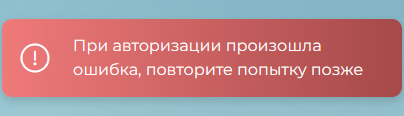 При авторизации произошла
ошибка, повторите попытку позже